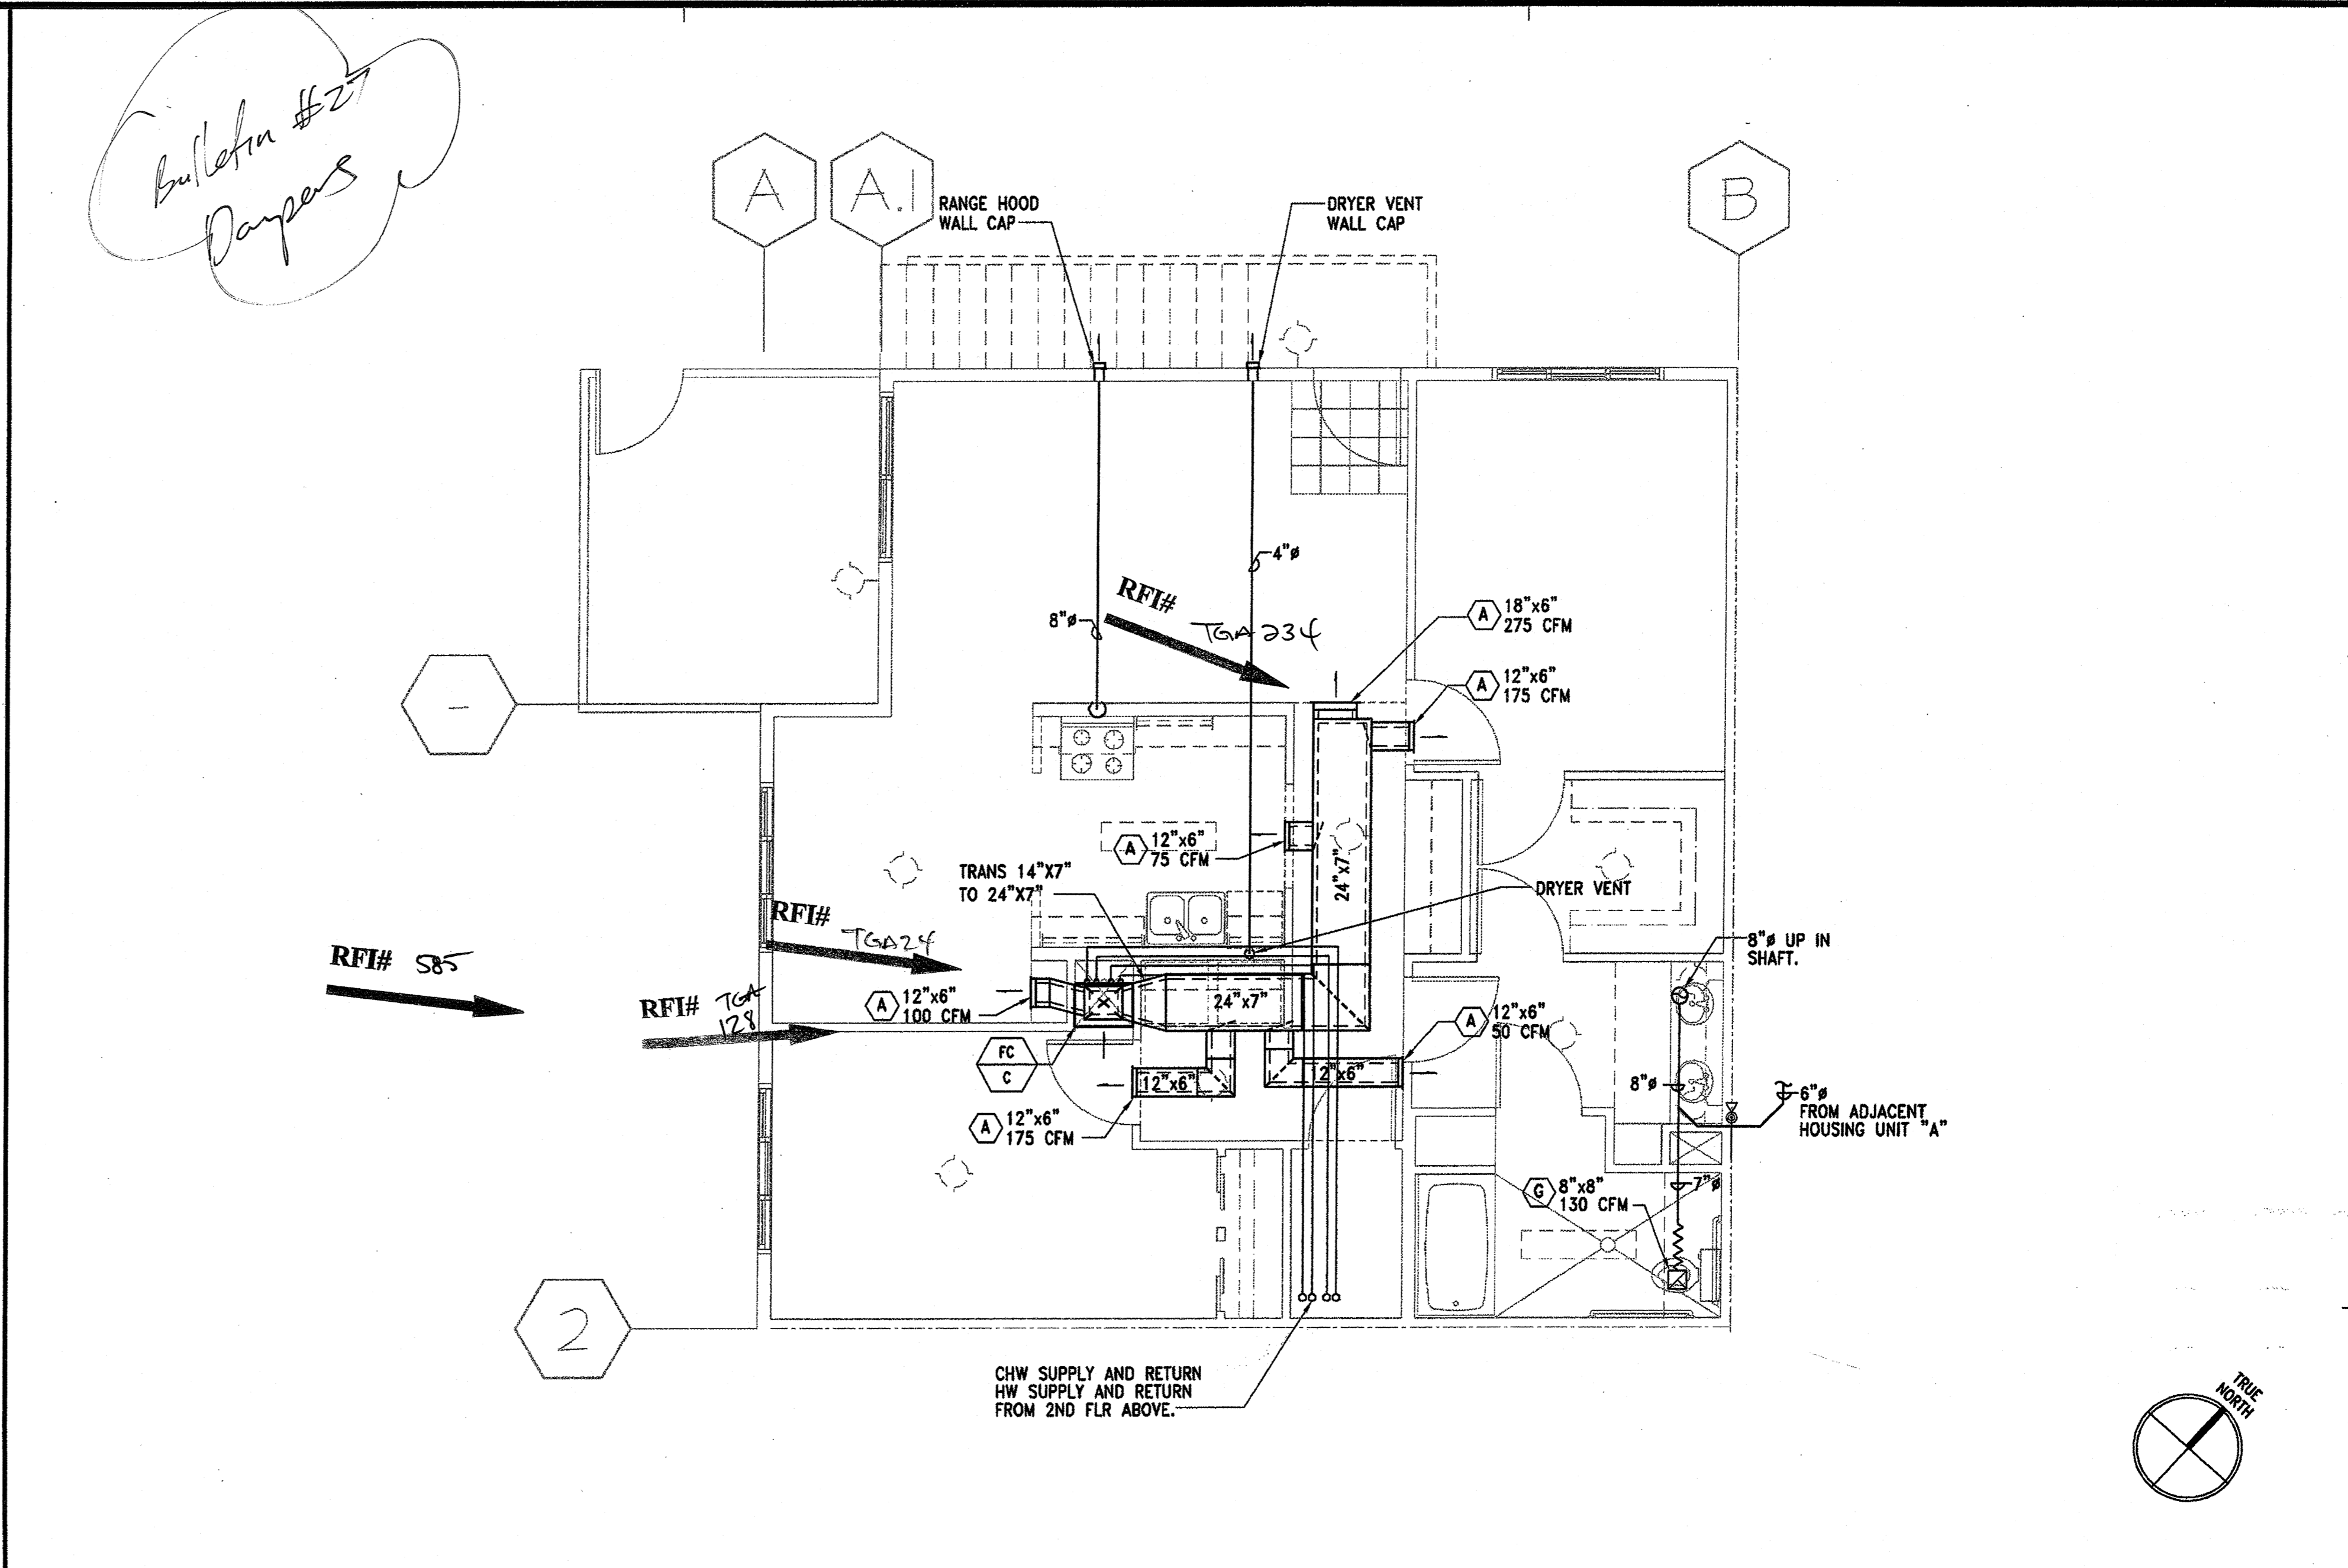 Bulletin #27
Dampers
A
A.1
B
RANGE HOOD
WALL CAP
DRYER VENT
WALL CAP
4"ø
8"ø
RFI#
TGA 234
A
18"x6"
275 CFM
A
12"x6"
175 CFM
-
A
12"x6"
75 CFM
24"X7"
TRANS 14"X7"
TO 24"X7"
DRYER VENT
RFI#
TGA24
RFI# 585
RFI# TGA
128
8"ø UP IN
SHAFT.
A
12"x6"
100 CFM
24"x7"
A
12"x6"
50 CFM
FC
C
12"x6"
12"x6"
A
12"x6"
175 CFM
8"ø
6"ø
FROM ADJACENT
HOUSING UNIT "A"
G
8"x8"
130 CFM
7"ø
2
CHW SUPPLY AND RETURN
HW SUPPLY AND RETURN
FROM 2ND FLR ABOVE.
TRUE
NORTH